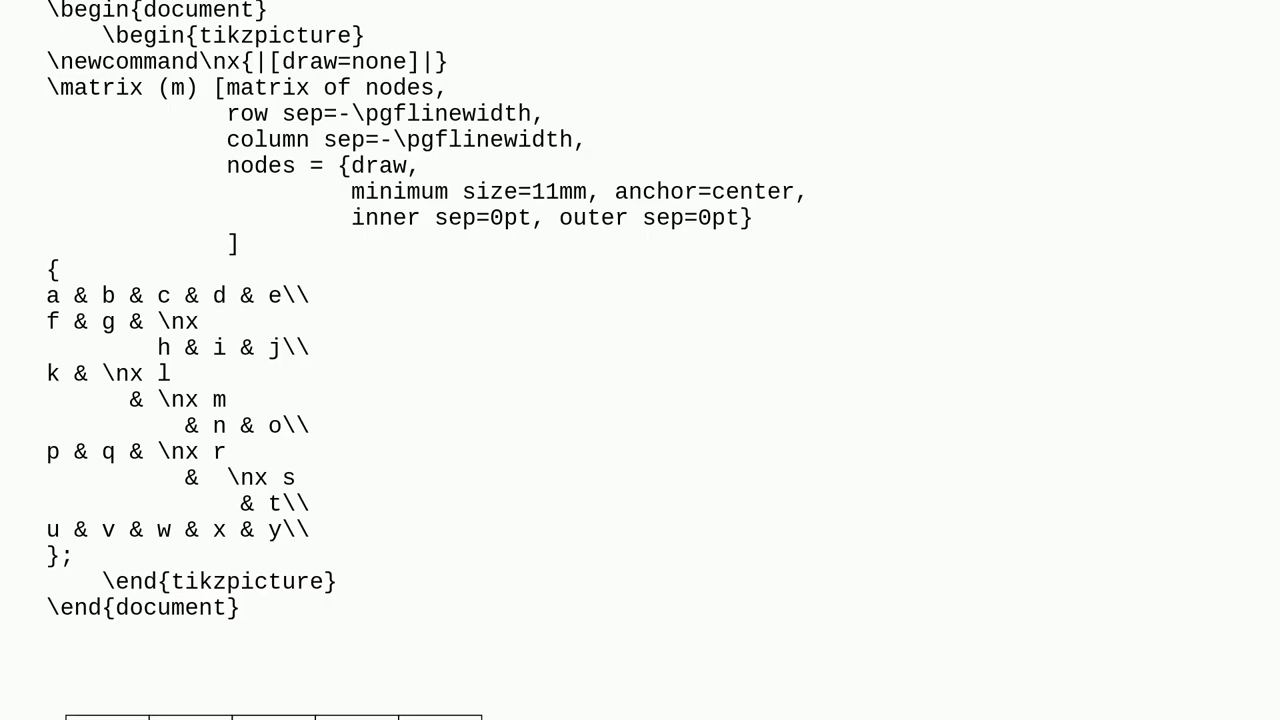 \begin{document}
    \begin{tikzpicture}
\newcommand\nx{|[draw=none]|}
\matrix (m) [matrix of nodes,
             row sep=-\pgflinewidth,
             column sep=-\pgflinewidth,
             nodes = {draw,
                      minimum size=11mm, anchor=center,
                      inner sep=0pt, outer sep=0pt}
             ]
{
a & b & c & d & e\\
f & g & \nx
        h & i & j\\
k & \nx l
      & \nx m
          & n & o\\
p & q & \nx r
          &  \nx s
              & t\\
u & v & w & x & y\\
};
    \end{tikzpicture}
\end{document}